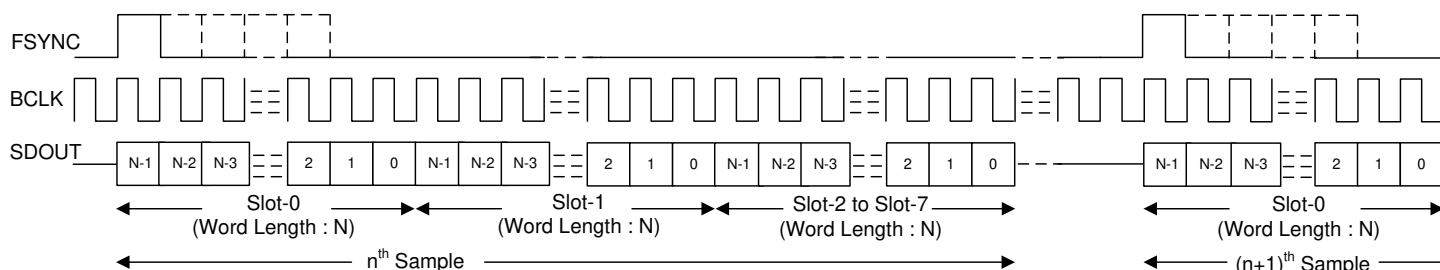 FSYNC
BCLK
SDOUT N-1 N-2 N-3 2 1 0 N-1 N-2 N-3 2 1 0 N-1 N-2 N-3 2 1 0 N-1 N-2 N-3 2 1 0
Slot-0 Slot-1 Slot-2 to Slot-7 Slot-0
(Word Length : N) (Word Length : N) (Word Length : N) (Word Length : N)
nth Sample (n+1)th Sample